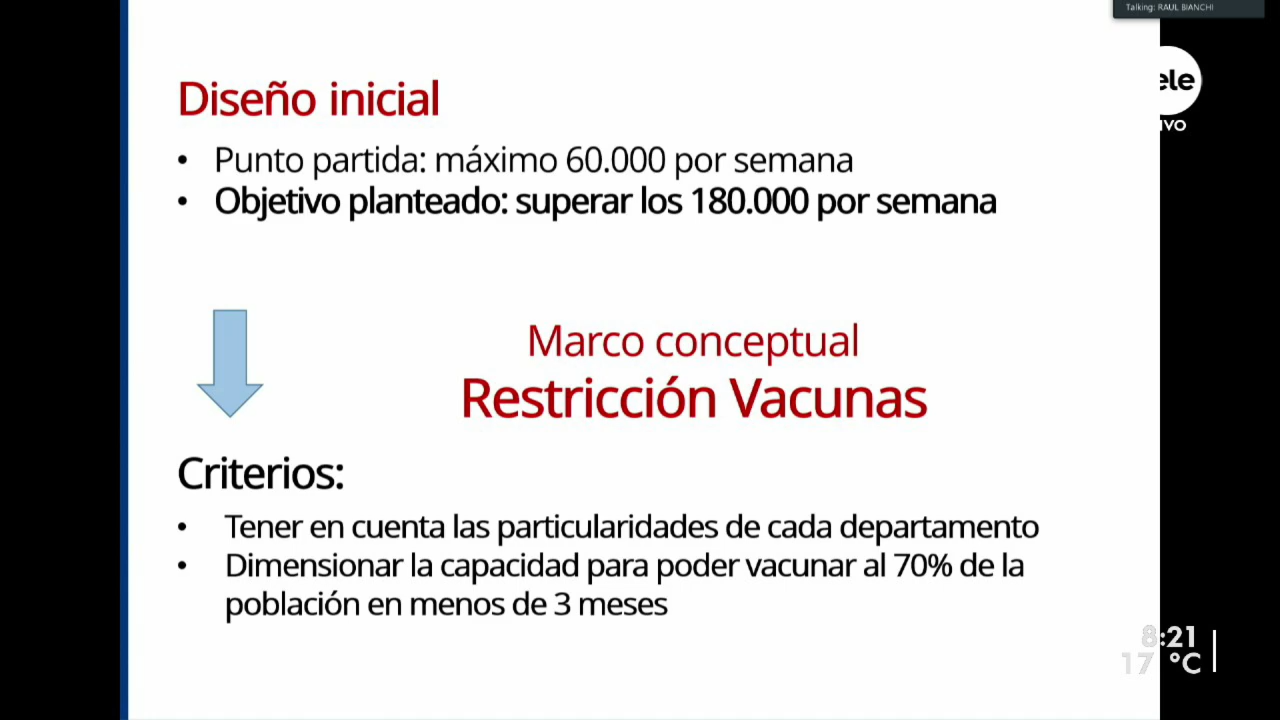 Talking: RAUL BIANCHI
ele
IVO
Diseño inicial
• Punto partida: máximo 60.000 por semana
• Objetivo planteado: superar los 180.000 por semana
Marco conceptual
Restricción Vacunas
Criterios:
• Tener en cuenta las particularidades de cada departamento
• Dimensionar la capacidad para poder vacunar al 70% de la
población en menos de 3 meses
8:21
17 °C